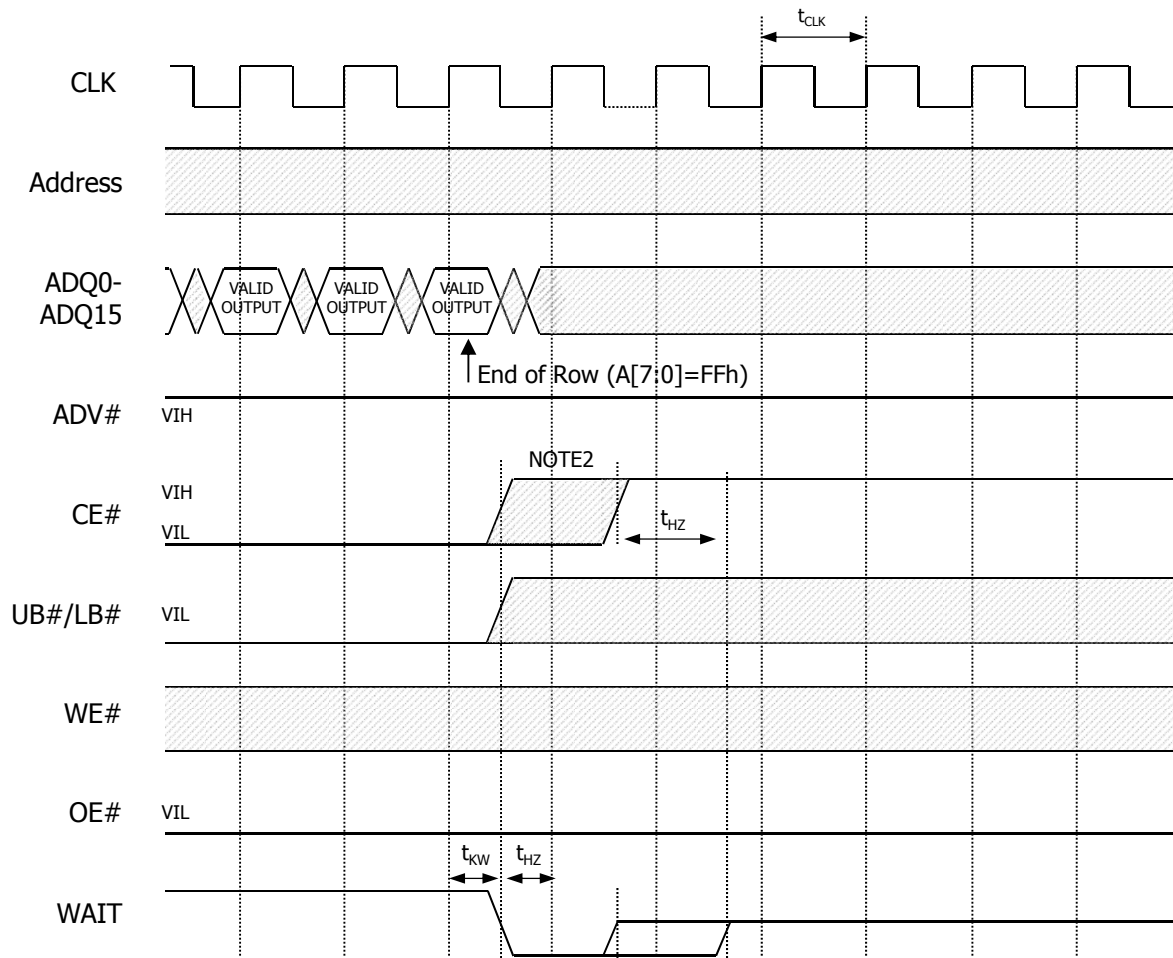 tCLK
CLK
Address
ADQ0-
ADQ15
VALID
OUTPUT
VALID
OUTPUT
VALID
OUTPUT
End of Row (A[7:0]=FFh)
ADV#
VIH
NOTE2
CE#
VIH
VIL
tHZ
UB#/LB#
VIL
WE#
OE#
VIL
tKW
tHZ
WAIT